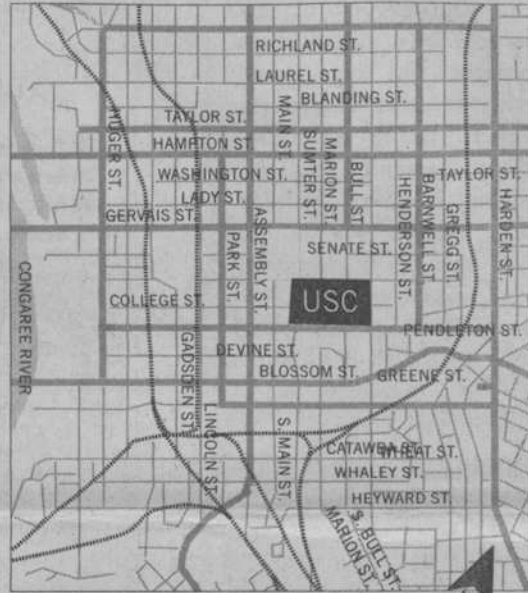 RICHLAND ST.
LAUREL ST.
BLANDING ST.
TAYLOR ST.
MAIN ST.
HUGER ST.
HAMPTON ST.
SUMTER ST.
MARION ST.
BULL ST.
WASHINGTON ST.
TAYLOR ST.
LADY ST.
HENDERSON ST.
BARNWELL ST.
GREGG ST.
HARDEN ST.
GERVAIS ST.
ASSEMBLY ST.
PARK ST.
SENATE ST.
CONGAREE RIVER
COLLEGE ST.
USC
PENDLETON ST.
GADSDEN ST.
DEVINE ST.
BLOSSOM ST.
GREENE ST.
LINCOLN ST.
S. MAIN ST.
CATAWBA ST.
WHEAT ST.
WHALEY ST.
HEYWARD ST.
S. BULL ST.
MARION ST.